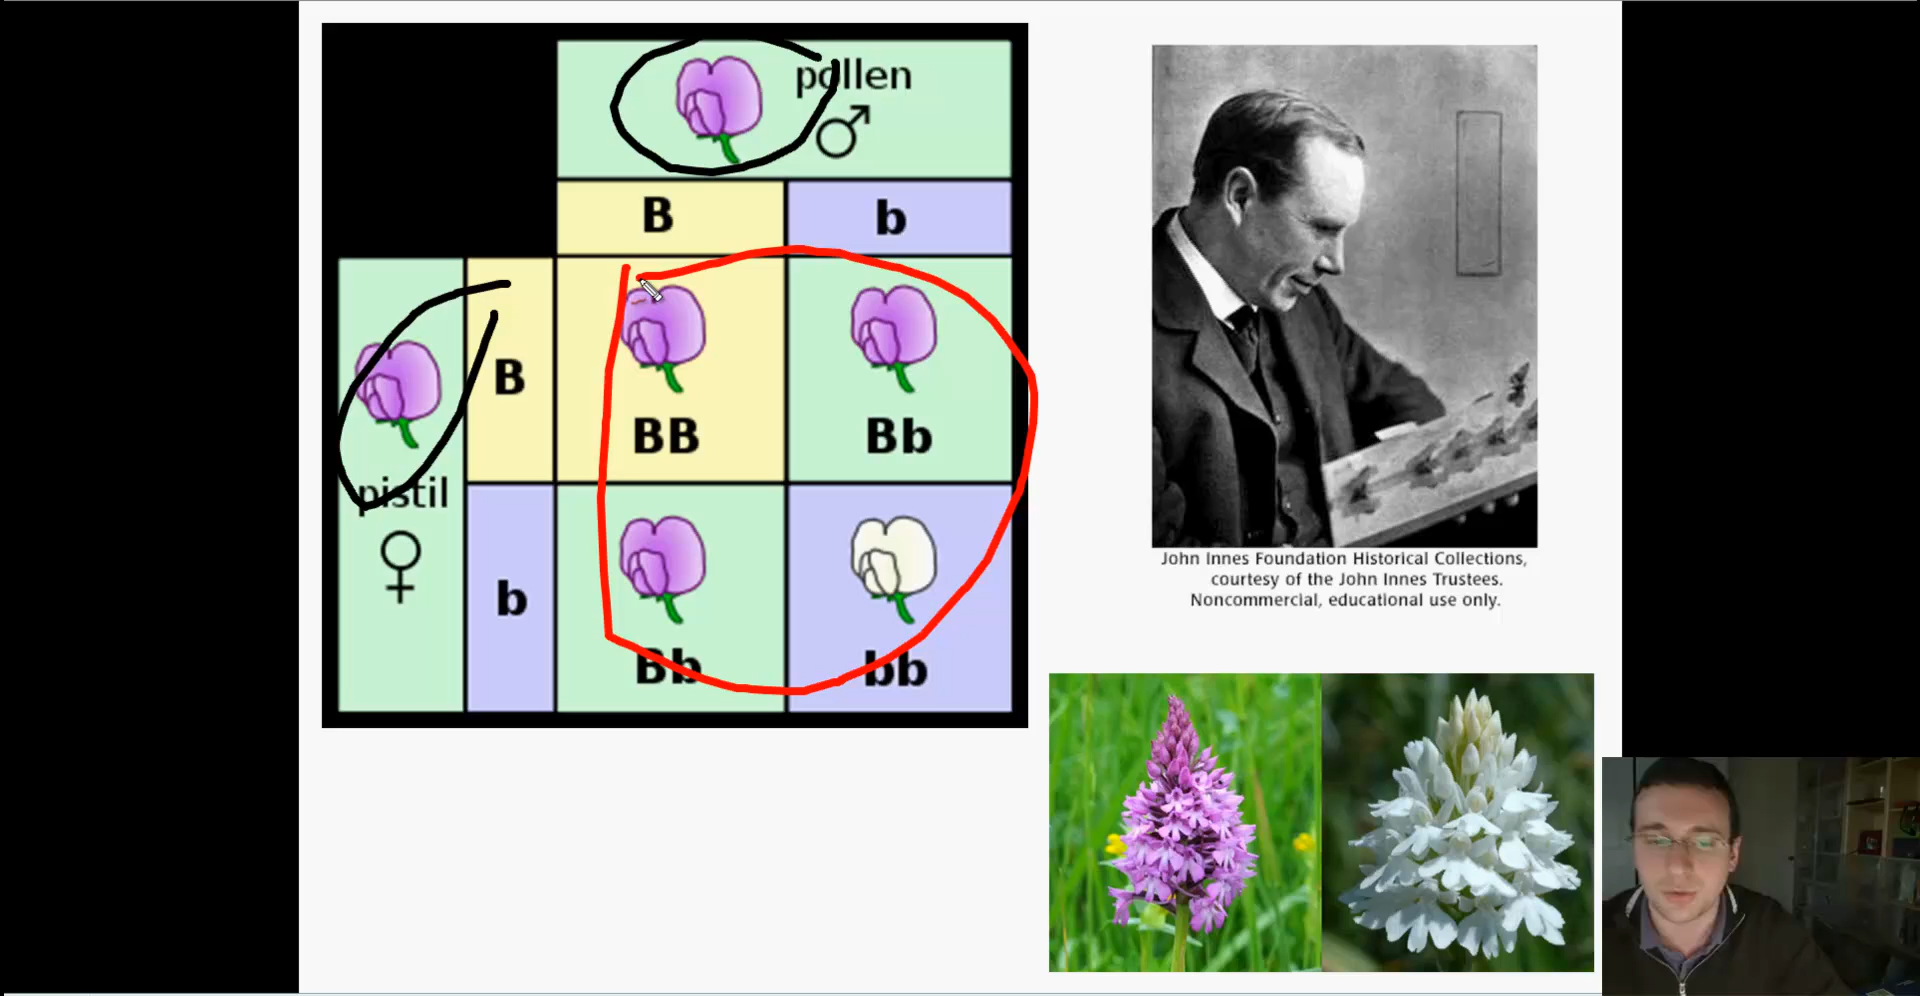 pollen
♂
B b
B
BB Bb
pistil
♀
b
Bb bb
John Innes Foundation Historical Collections,
courtesy of the John Innes Trustees.
Noncommercial, educational use only.